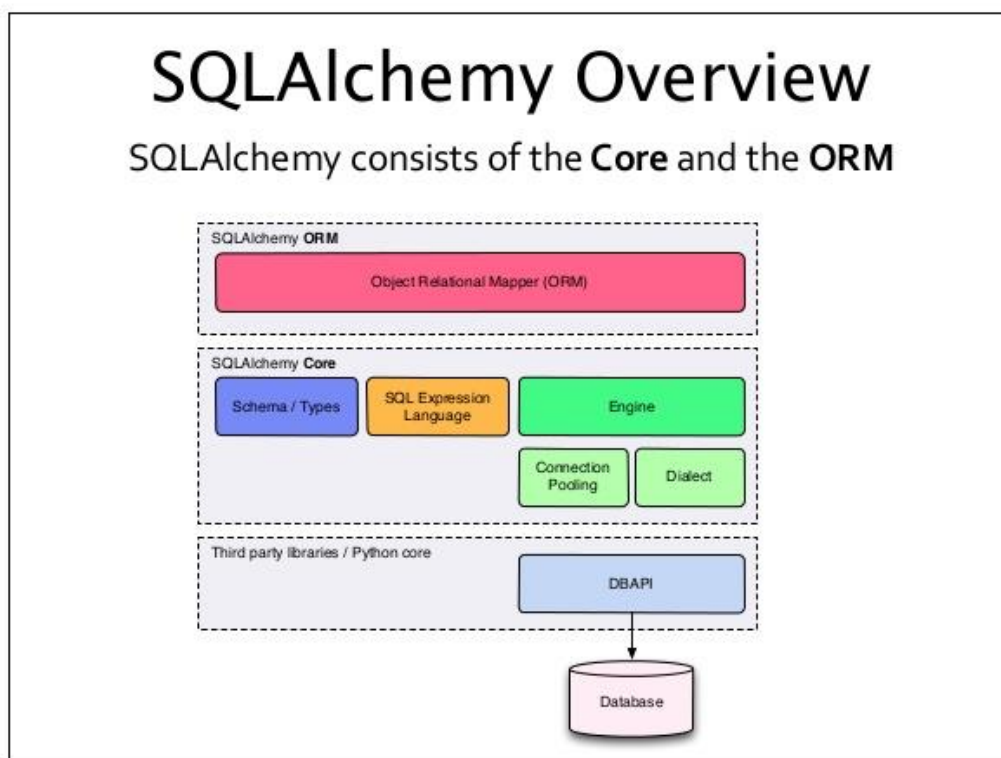 SQLAlchemy Overview
SQLAlchemy consists of the Core and the ORM
SQLAlchemy ORM
Object Relational Mapper (ORM)
SQLAlchemy Core
Schema / Types
SQL Expression
Language
Engine
Connection
Pooling
Dialect
Third party libraries / Python core
DBAPI
Database